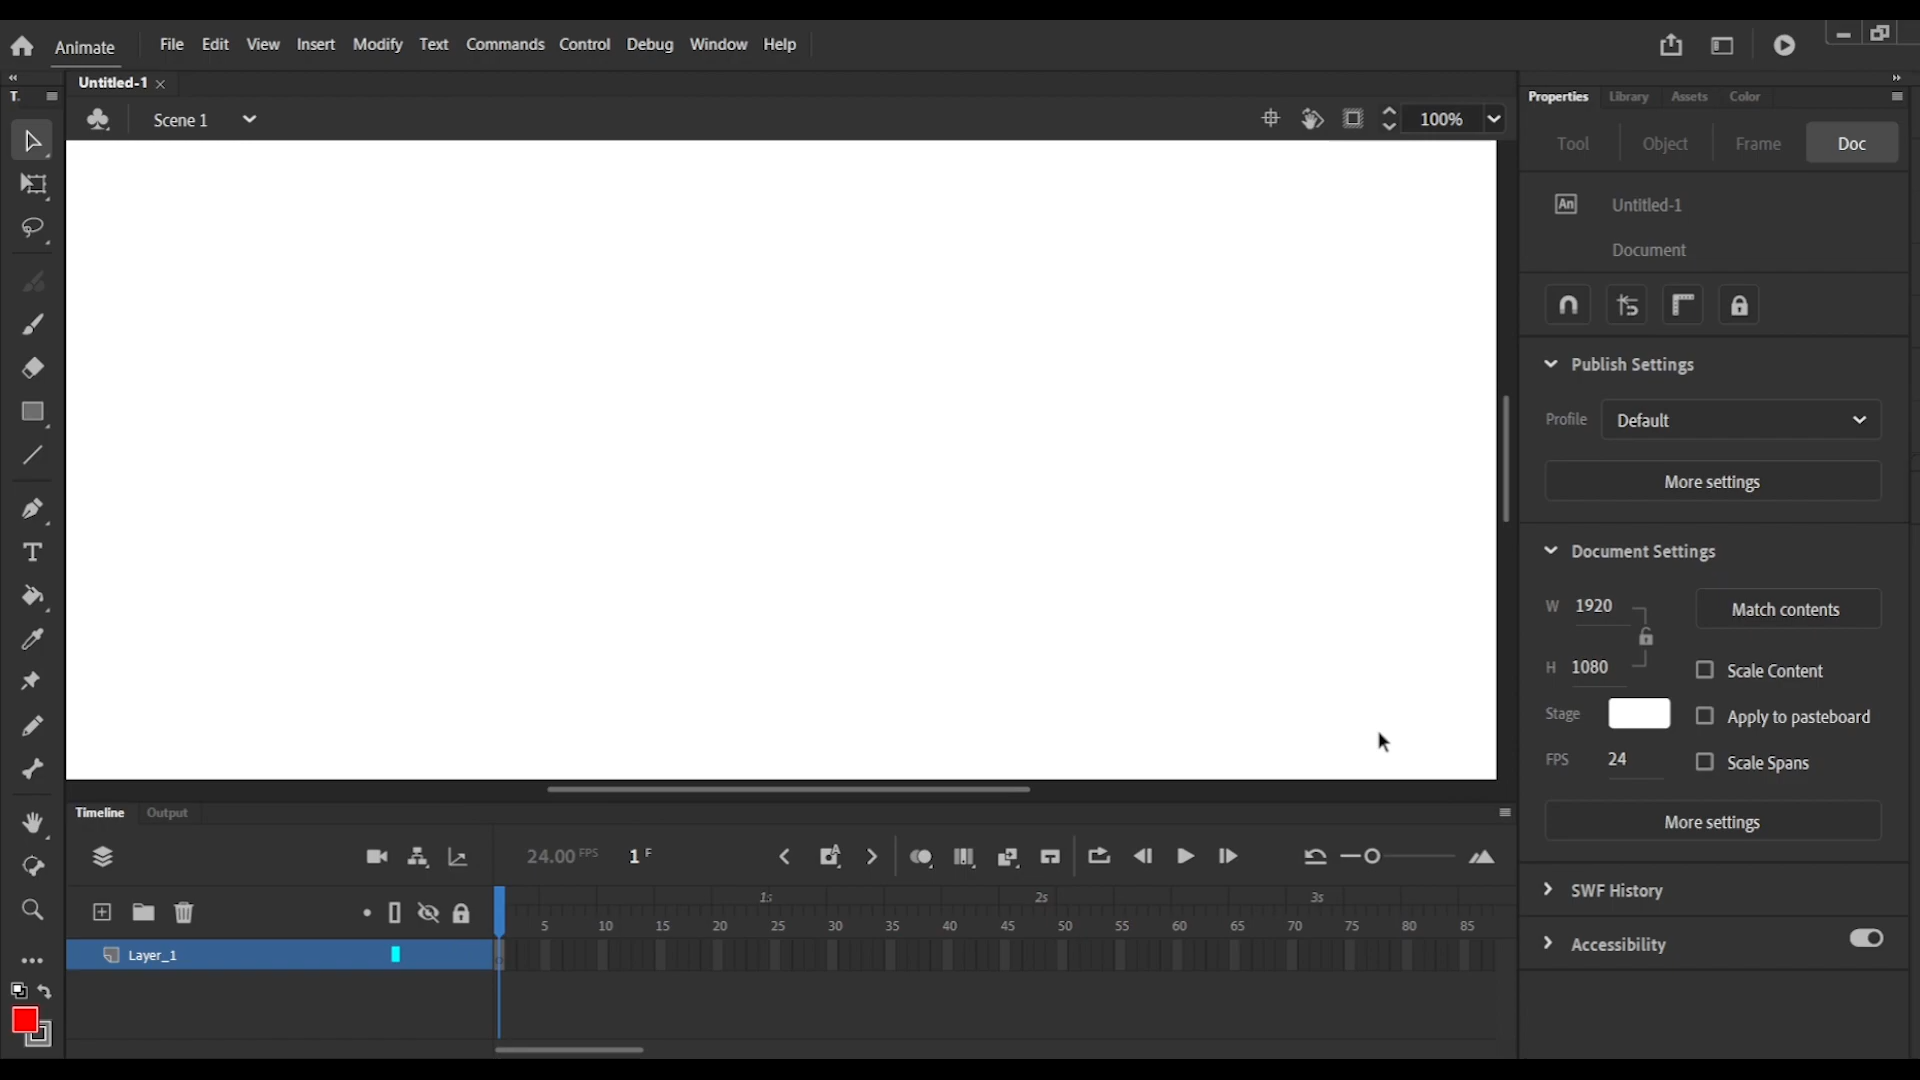 Animate File Edit View Insert Modify Text Commands Control Debug Window Help
Untitled-1
T.
Scene 1
100%
Properties Library Assets Color
Tool Object Frame Doc
An Untitled-1
Document
Publish Settings
Profile Default
More settings
Document Settings
W 1920
Match contents
H 1080
Scale Content
Stage
Apply to pasteboard
FPS 24
Scale Spans
More settings
SWF History
Accessibility
Timeline Output
24.00 FPS 1 F
1s 2s 3s
5 10 15 20 25 30 35 40 45 50 55 60 65 70 75 80 85
Layer_1